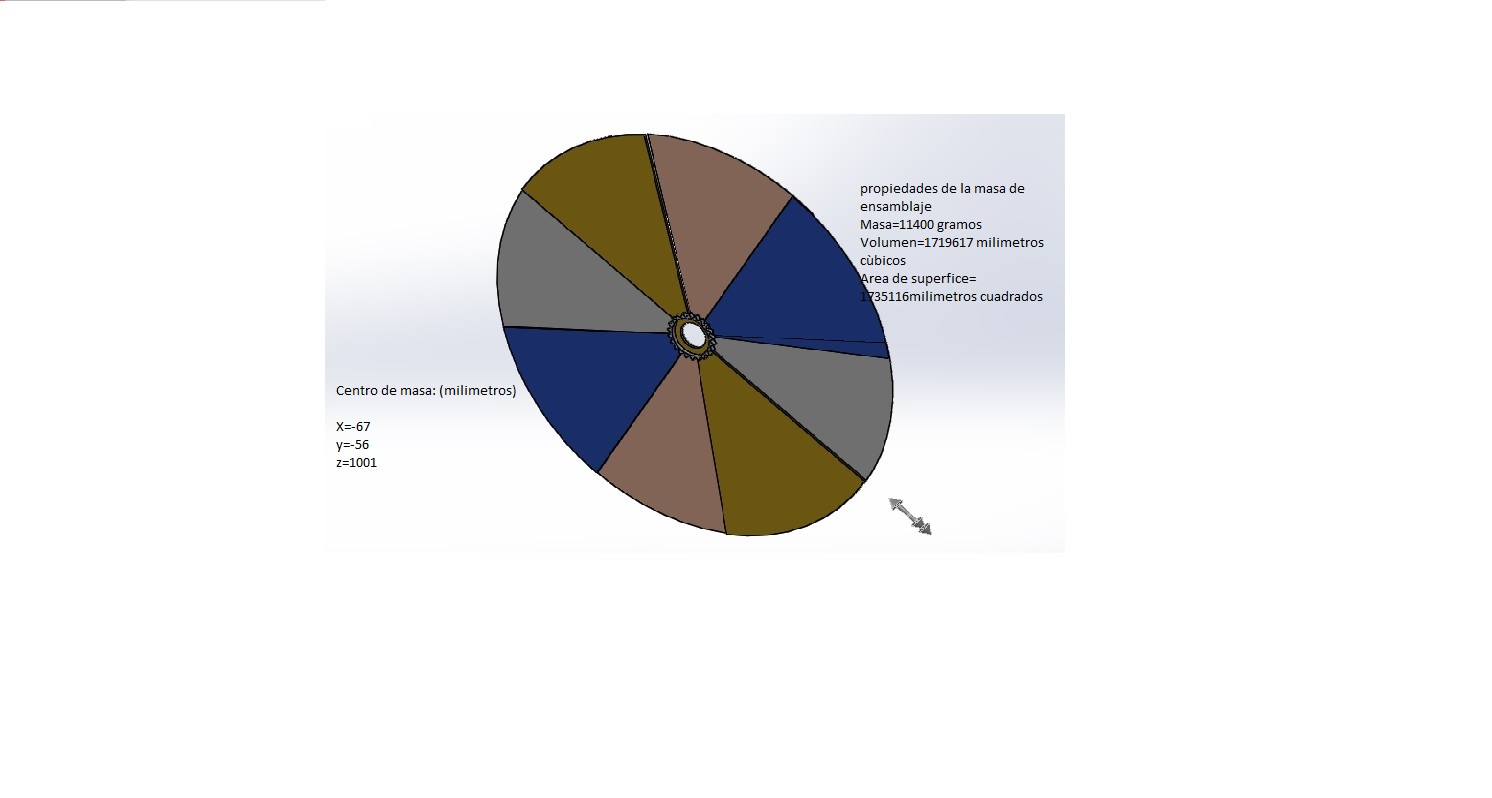 propiedades de la masa de
ensamblaje
Masa=11400 gramos
Volumen=1719617 milimetros
cùbicos
Area de superfice=
1735116milimetros cuadrados
Centro de masa: (milimetros)
X=-67
y=-56
z=1001